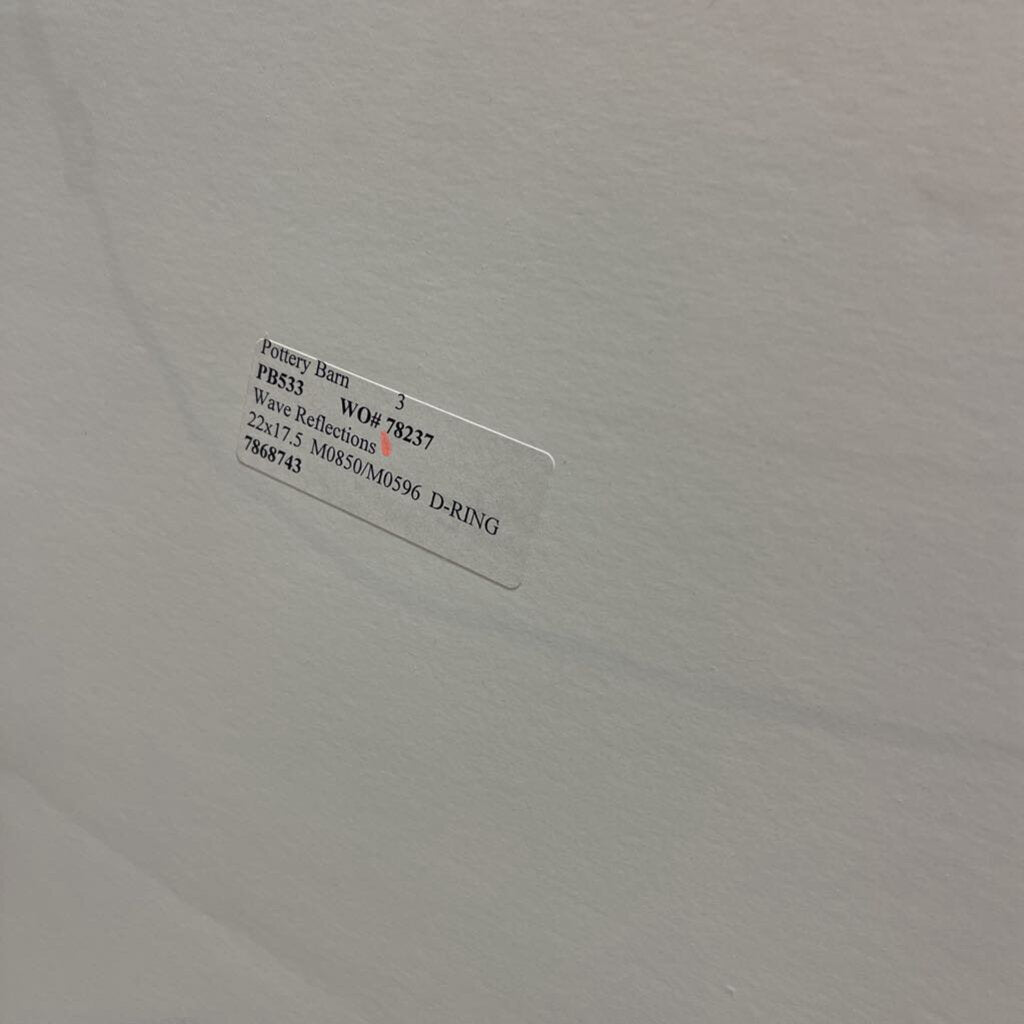 Pottery Barn 3
PB533 WO# 78237
Wave Reflections
22x17.5 M0850/M0596 D-RING
7868743